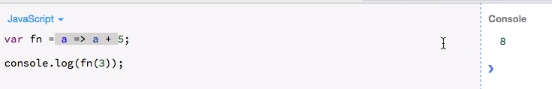 JavaScript
Console
var fn = a => a + 5;
8
console.log(fn(3));